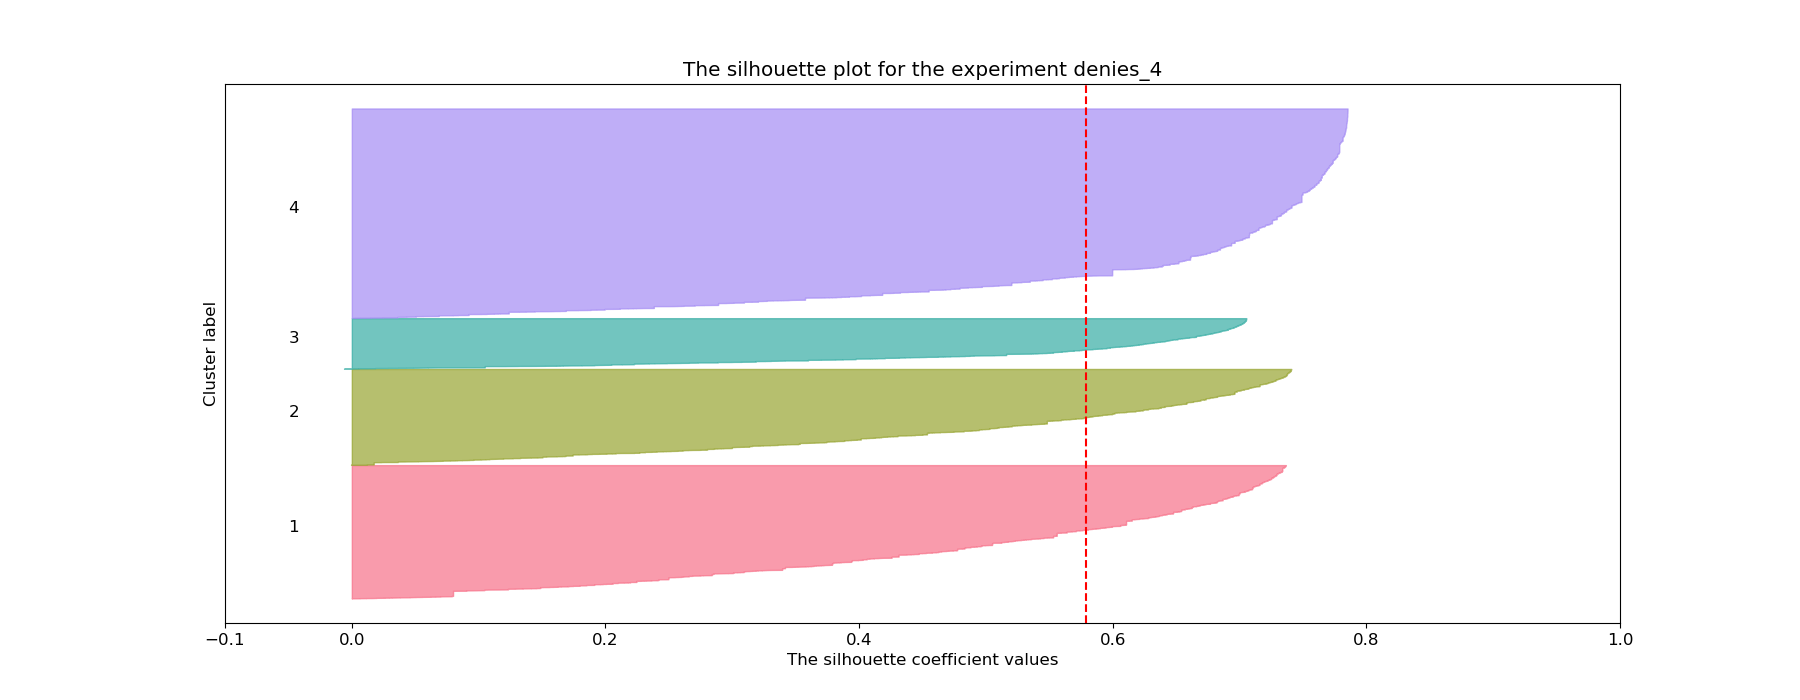 The silhouette plot for the experiment denies_4
Cluster label
4
3
2
1
−0.1 0.0 0.2 0.4 0.6 0.8 1.0
The silhouette coefficient values